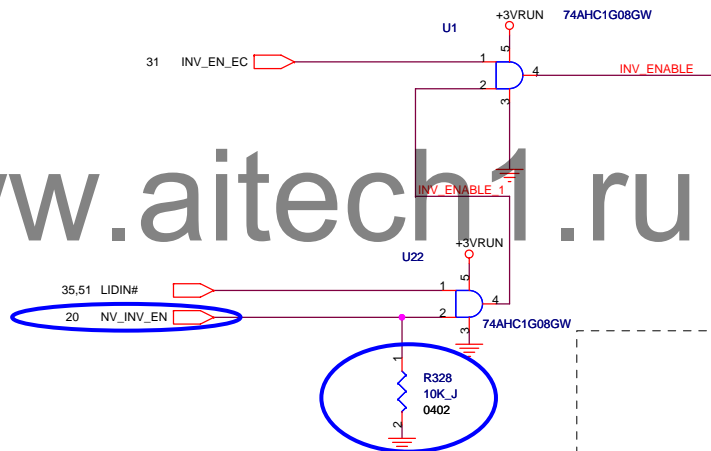 +3VRUN 74AHC1G08GW
U1
31 INV_EN_EC
1
5
4
INV_ENABLE
2
3
w.aitech1.ru
INV_ENABLE_1
+3VRUN
U22
35,51 LIDIN#
1
5
4
20 NV_INV_EN
2
3
74AHC1G08GW
1
R328
10K_J
0402
2